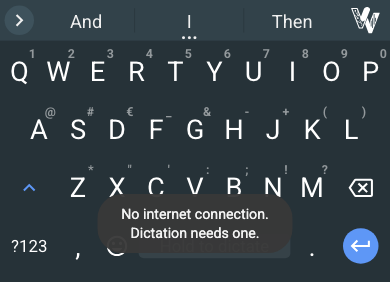 And I Then
1 2 3 4 5 6 7 8 9 0
Q W E R T Y U I O P
@ # € _ & - + ( )
A S D F G H J K L
* " ' : ; ! ?
Z X C V B N M
No internet connection.
Dictation needs one.
?123 , .